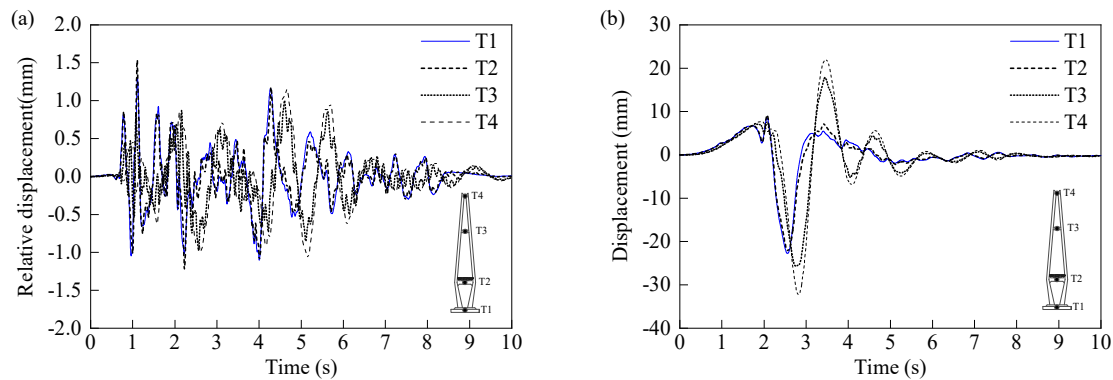 (a)
2.0
1.5
1.0
0.5
0.0
-0.5
-1.0
-1.5
-2.0
Relative displacement(mm)
T1
T2
T3
T4
T4
T3
T2
T1
0 1 2 3 4 5 6 7 8 9 10
Time (s)
(b)
30
20
10
0
-10
-20
-30
-40
Displacement (mm)
T1
T2
T3
T4
T4
T3
T2
T1
0 1 2 3 4 5 6 7 8 9 10
Time (s)